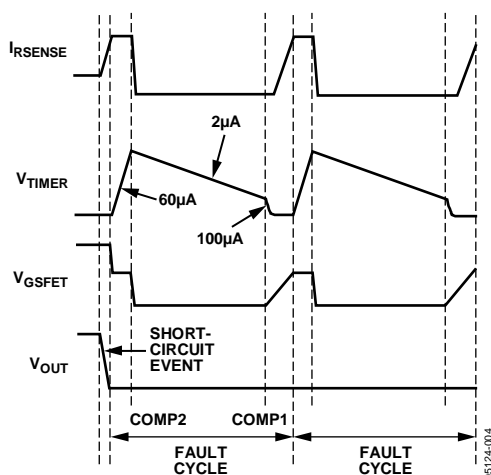 IRSENSE
2µA
VTIMER
60µA
100µA
VGSFET
SHORT-
CIRCUIT
EVENT
VOUT
COMP2
COMP1
FAULT
CYCLE
FAULT
CYCLE
05124-004